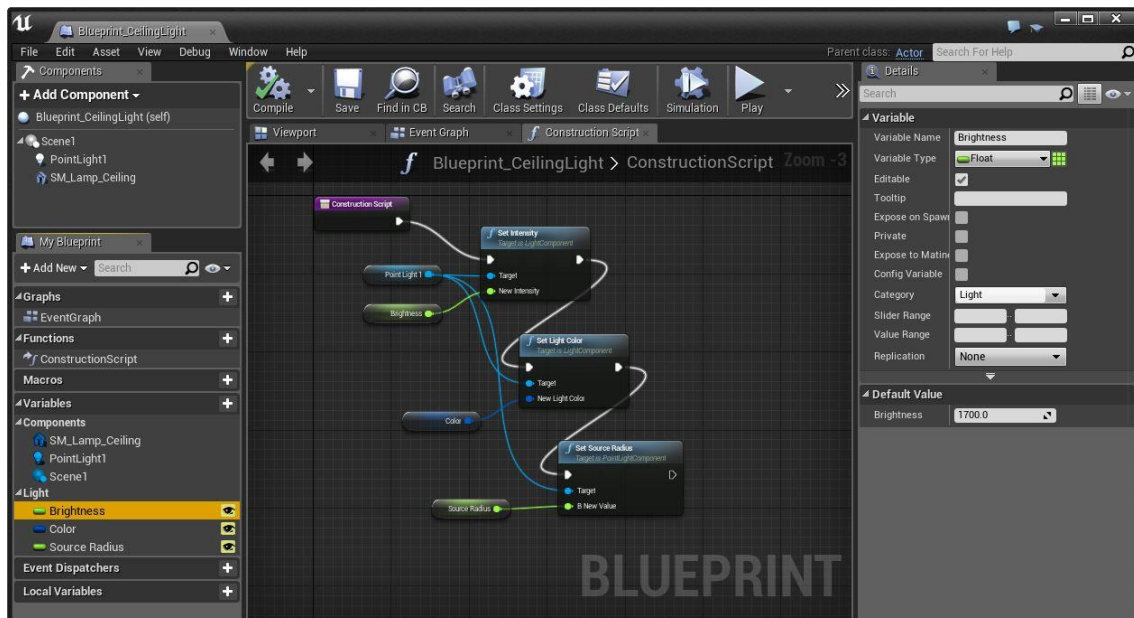 Blueprint_CeilingLight
File Edit Asset View Debug Window Help
Parent class: Actor
Search For Help
Components
+ Add Component
Blueprint_CeilingLight (self)
Scene1
PointLight1
SM_Lamp_Ceiling
My Blueprint
+ Add New
Search
Graphs
EventGraph
Functions
ConstructionScript
Macros
Variables
Components
SM_Lamp_Ceiling
PointLight1
Scene1
Light
Brightness
Color
Source Radius
Event Dispatchers
Local Variables
Compile Save Find in CB Search Class Settings Class Defaults Simulation Play
Viewport Event Graph Construction Script
Blueprint_CeilingLight > ConstructionScript Zoom -3
Construction Script
Set Intensity
Target is LightComponent
Point Light 1
Target
Brightness
New Intensity
Set Light Color
Target is LightComponent
Target
Color
New Light Color
Set Source Radius
Target is PointLightComponent
Target
Source Radius
B New Value
BLUEPRINT
Details
Search
Variable
Variable Name Brightness
Variable Type Float
Editable
Tooltip
Expose on Spawn
Private
Expose to Matin
Config Variable
Category Light
Slider Range
Value Range
Replication None
Default Value
Brightness 1700.0